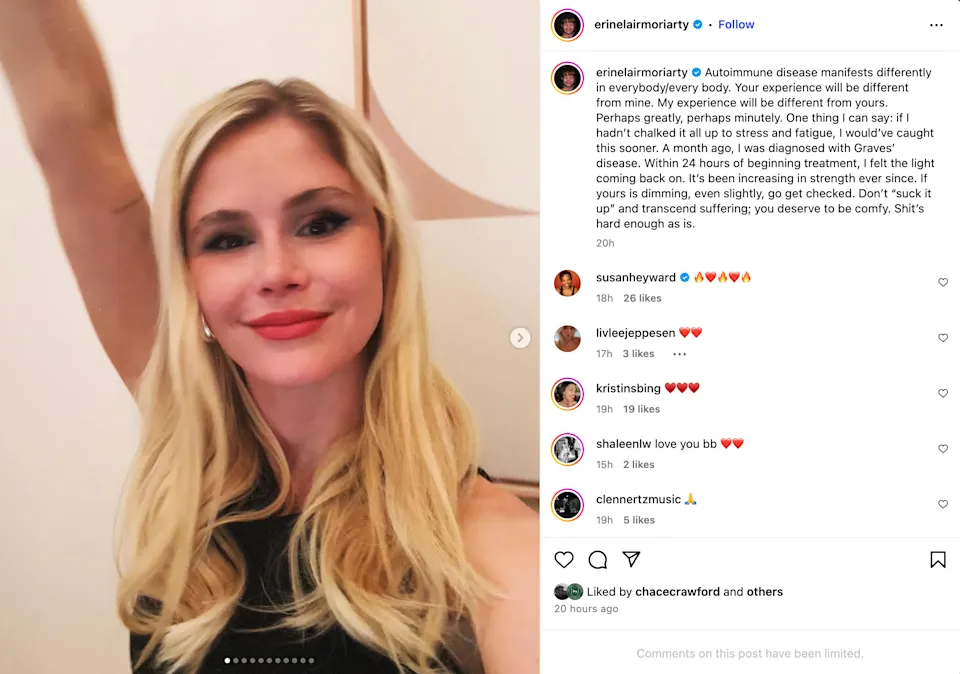 erinelairmoriarty • Follow
erinelairmoriarty Autoimmune disease manifests differently
in everybody/every body. Your experience will be different
from mine. My experience will be different from yours.
Perhaps greatly, perhaps minutely. One thing I can say: if I
hadn’t chalked it all up to stress and fatigue, I would’ve caught
this sooner. A month ago, I was diagnosed with Graves’
disease. Within 24 hours of beginning treatment, I felt the light
coming back on. It’s been increasing in strength ever since. If
yours is dimming, even slightly, go get checked. Don’t “suck it
up” and transcend suffering; you deserve to be comfy. Shit’s
hard enough as is.
20h
susanheyward 🔥❤️🔥❤️🔥
18h 26 likes
livleejeppesen ❤️❤️
17h 3 likes
kristinsbing ❤️❤️❤️
19h 19 likes
shaleenlw love you bb ❤️❤️
15h 2 likes
clennertzmusic 🙏
19h 5 likes
Liked by chacecrawford and others
20 hours ago
Comments on this post have been limited.